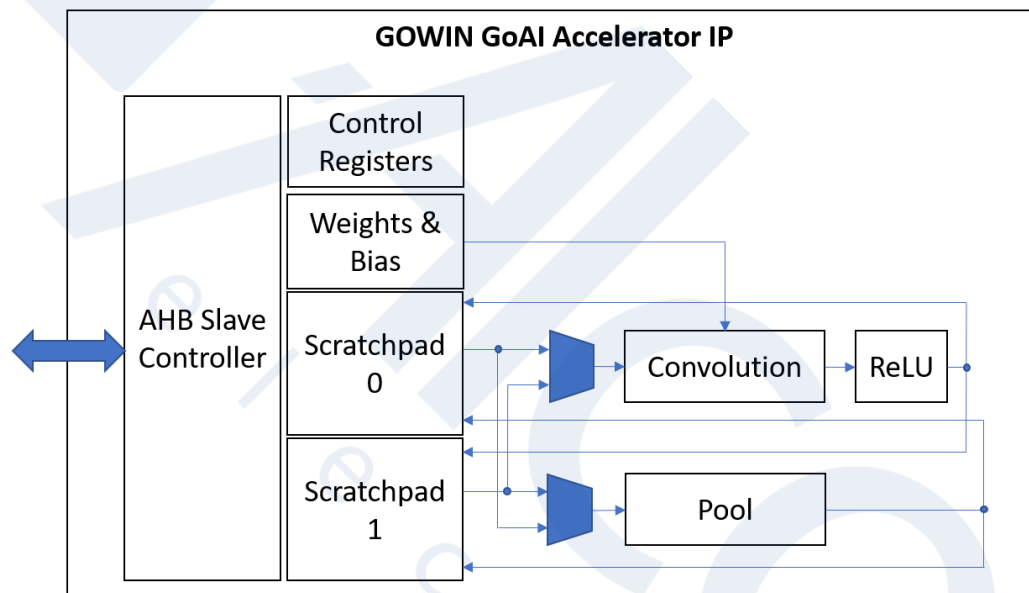 GOWIN GoAI Accelerator IP
Control
Registers
Weights &
Bias
AHB Slave
Controller
Scratchpad
0
Convolution
ReLU
Scratchpad
1
Pool